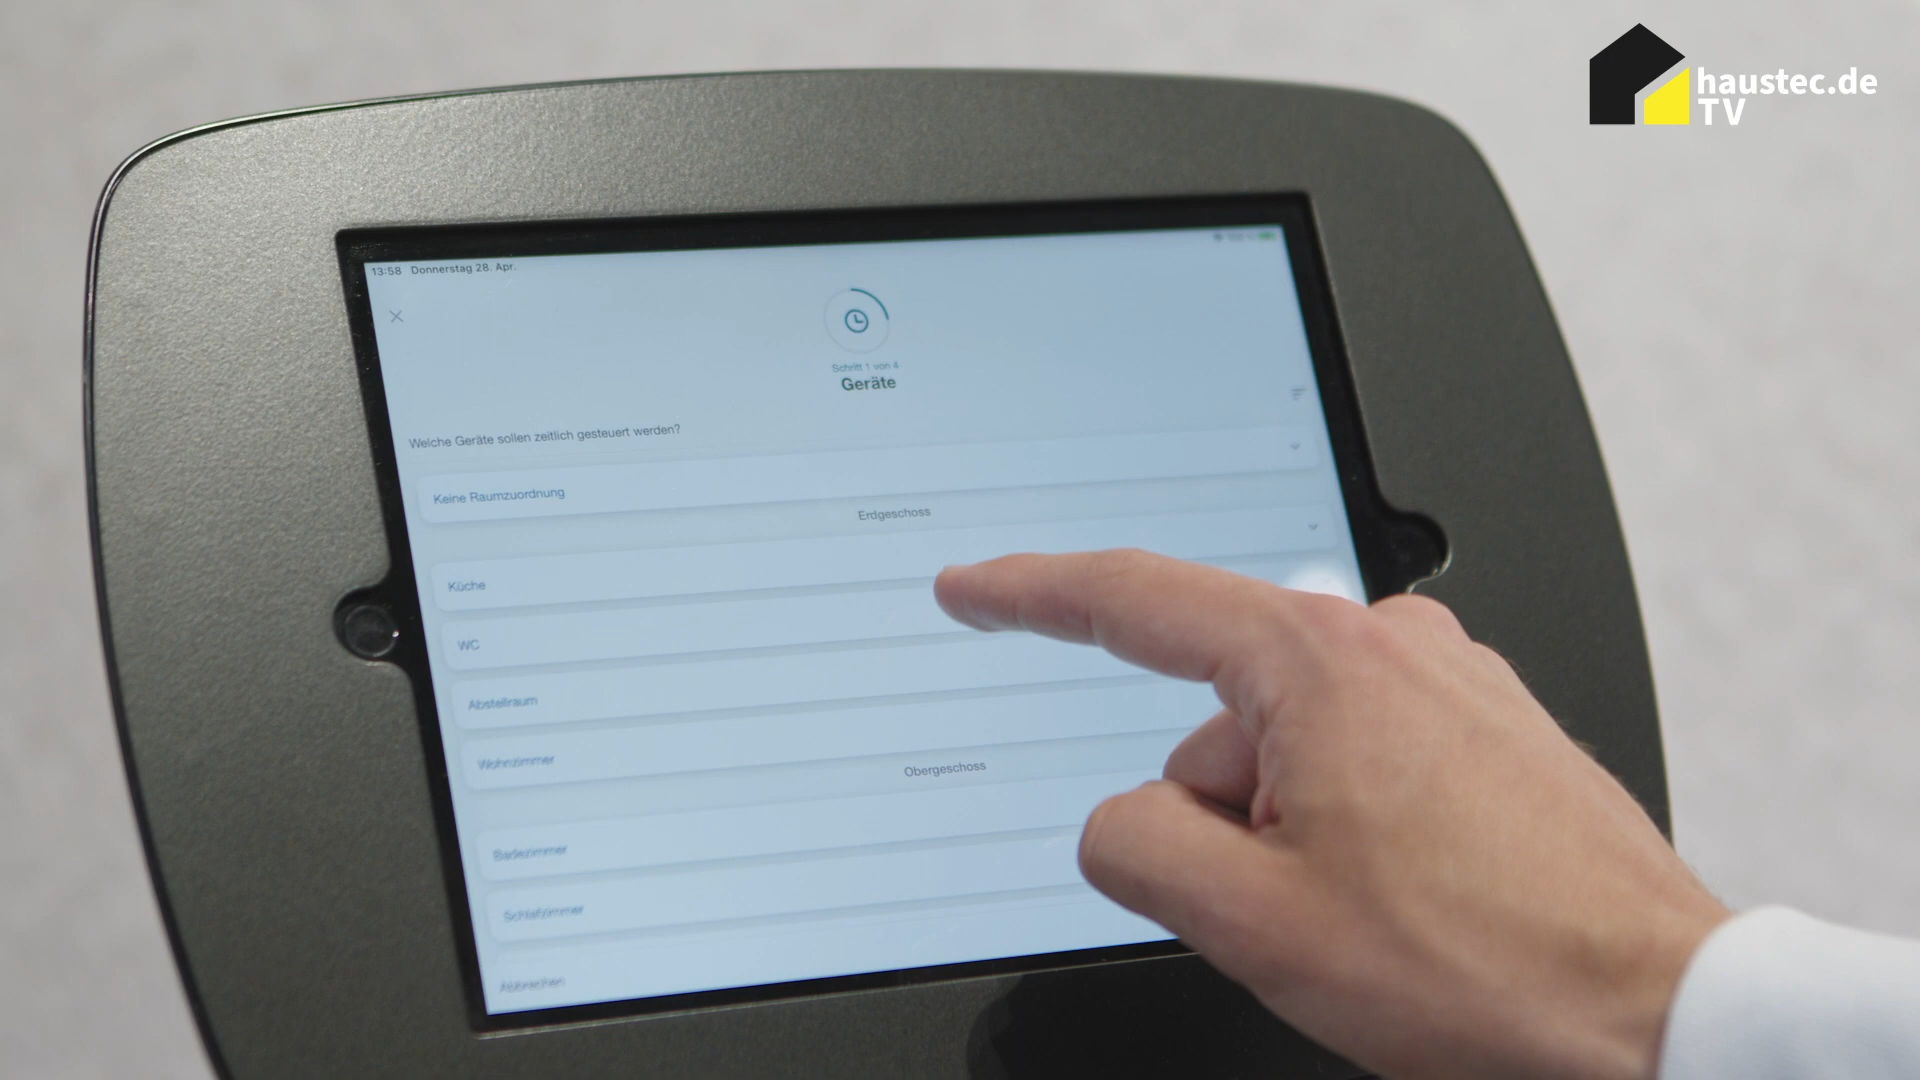 haustec.de
TV
13:58 Donnerstag 28. Apr.
Schritt 1 von 4
Geräte
Welche Geräte sollen zeitlich gesteuert werden?
Keine Raumzuordnung
Erdgeschoss
Küche
WC
Abstellraum
Wohnzimmer
Obergeschoss
Badezimmer
Schlafzimmer
Abbrechen